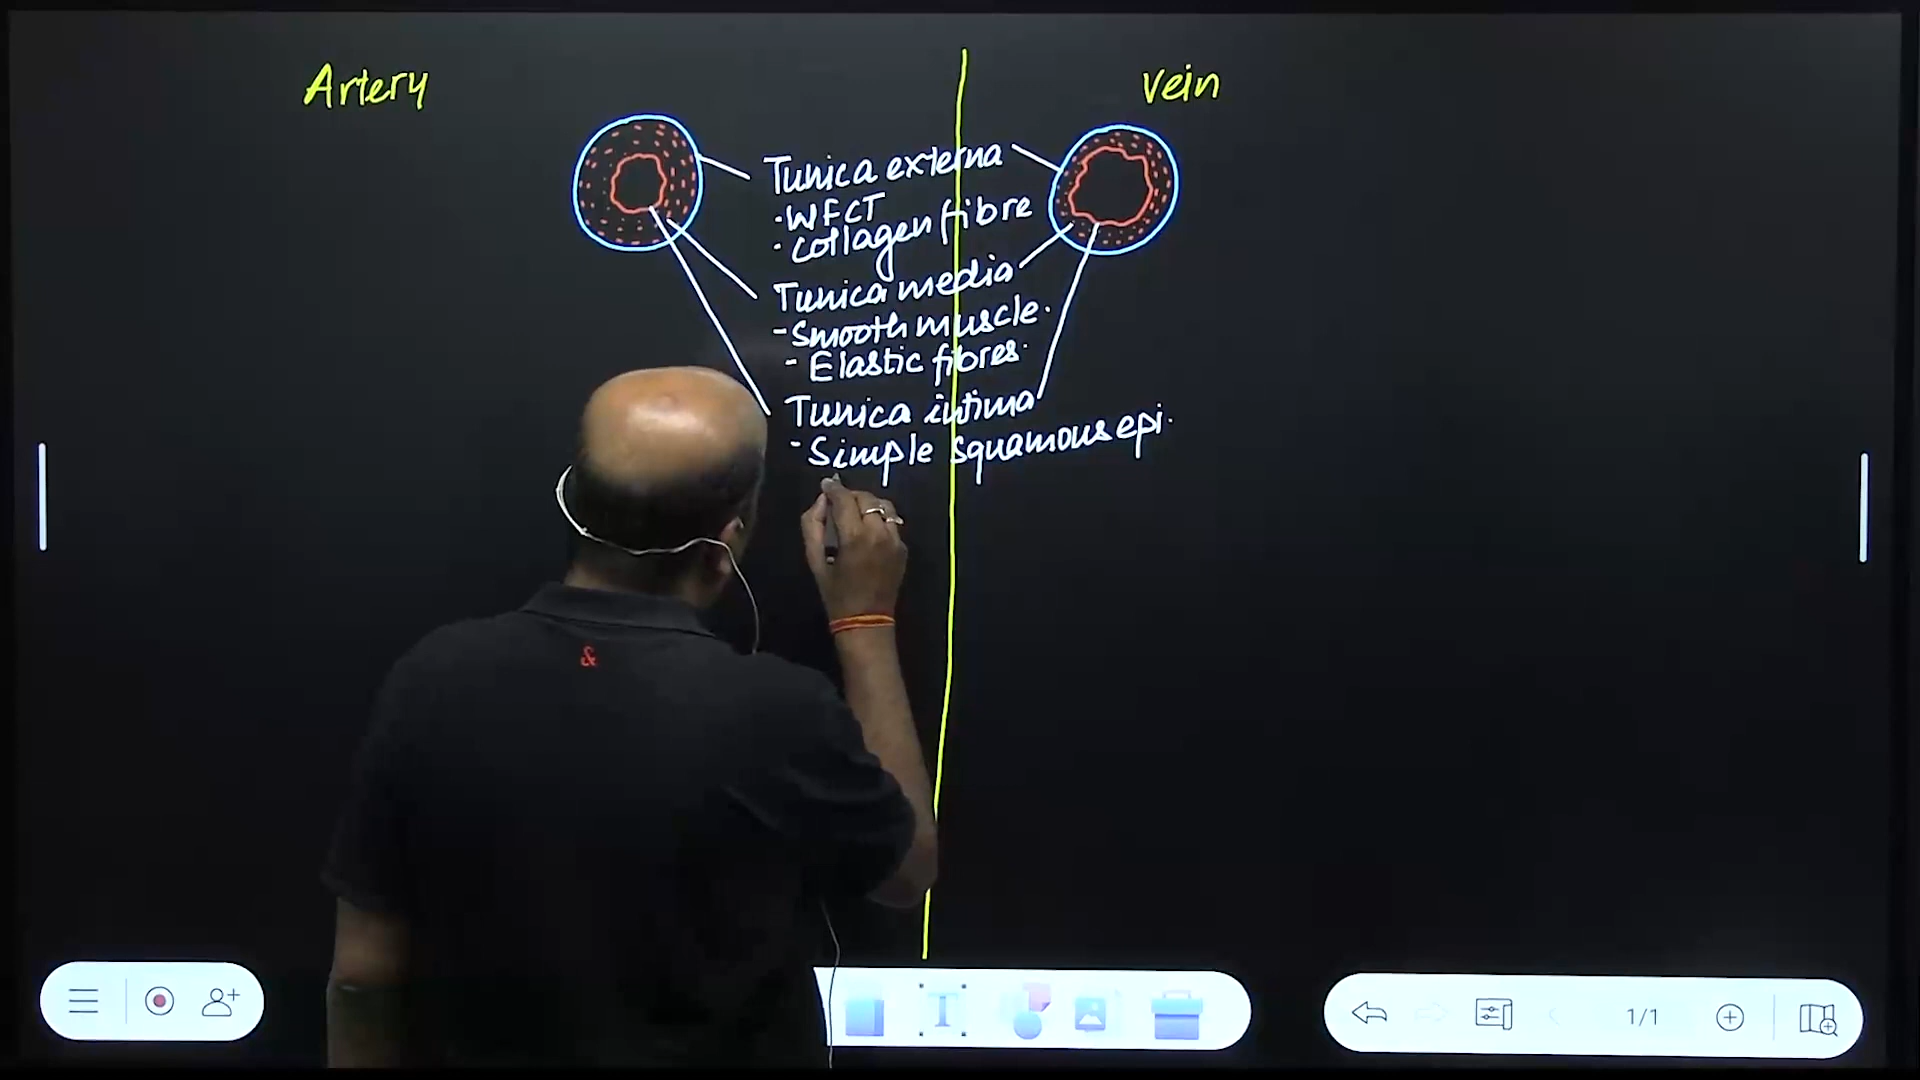 Artery
Vein
Tunica externa
· WFCT
· Collagen fibre
Tunica media
- Smooth muscle.
- Elastic fibres.
Tunica intima
- Simple squamous epi.
&
T
1/1